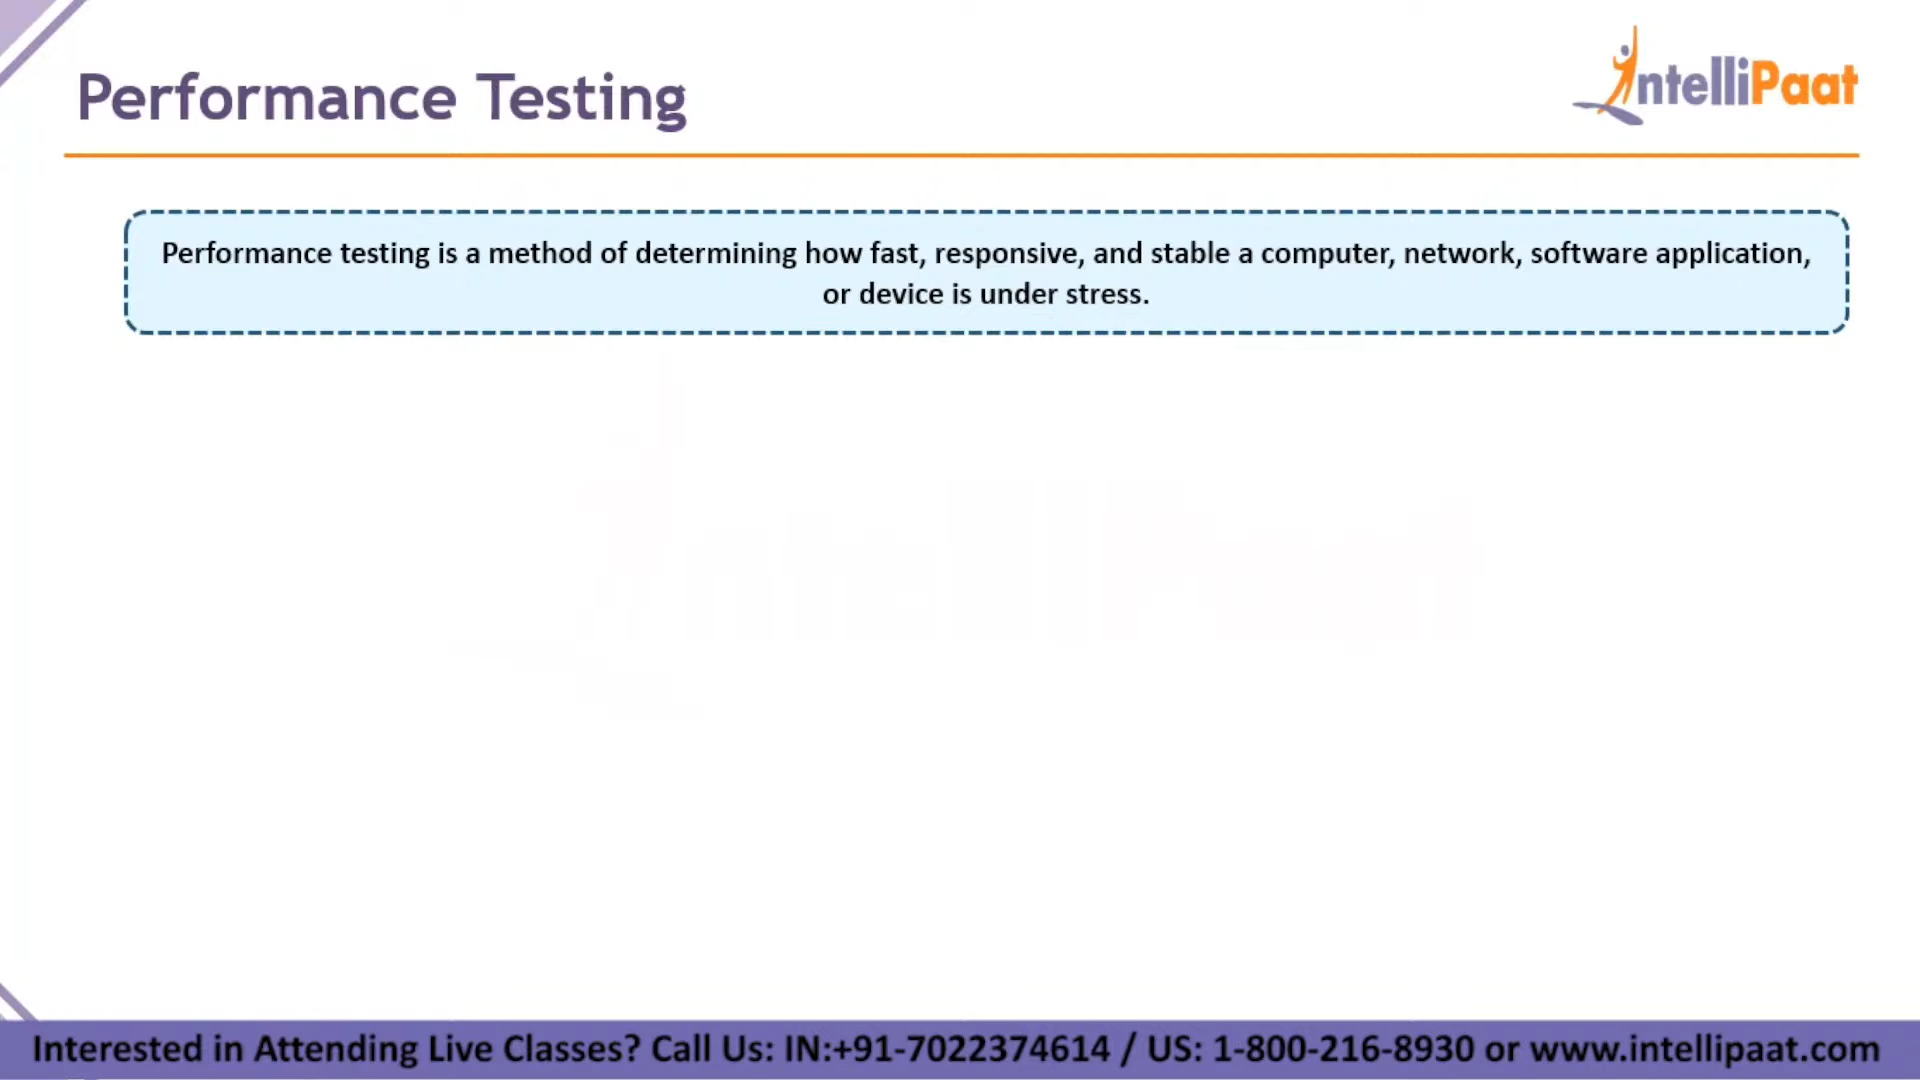 Performance Testing
IntelliPaat
Performance testing is a method of determining how fast, responsive, and stable a computer, network, software application,
or device is under stress.
Interested in Attending Live Classes? Call Us: IN:+91-7022374614 / US: 1-800-216-8930 or www.intellipaat.com